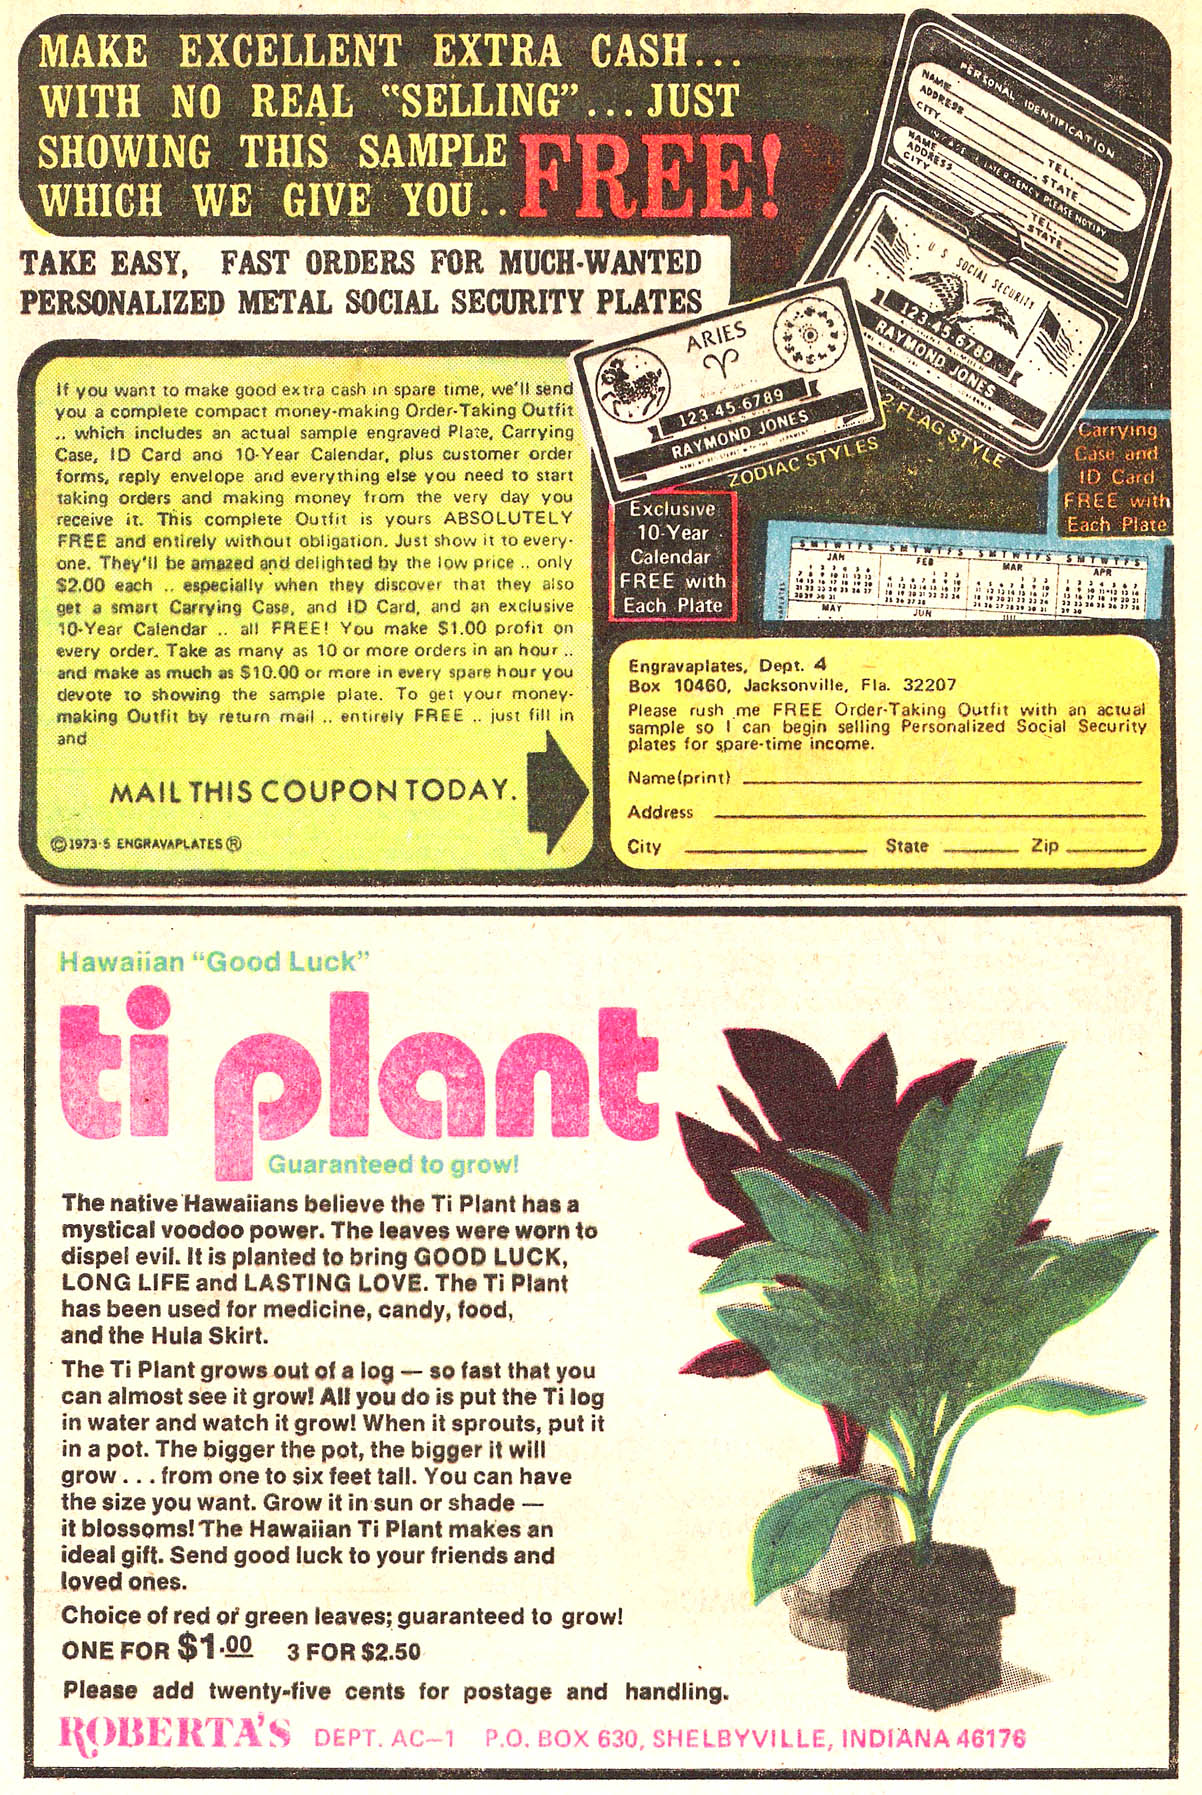 MAKE EXCELLENT EXTRA CASH...
WITH NO REAL "SELLING"...JUST
SHOWING THIS SAMPLE FREE!
WHICH WE GIVE YOU..
TAKE EASY, FAST ORDERS FOR MUCH-WANTED
PERSONALIZED METAL SOCIAL SECURITY PLATES
PERSONAL IDENTIFICATION
NAME
ADDRESS
CITY
TEL.
STATE
IN CASE OF EMERGENCY PLEASE NOTIFY
NAME
ADDRESS
CITY
TEL.
STATE
U S SOCIAL SECURITY
123-45-6789
RAYMOND JONES
2 FLAG STYLE
ARIES
123-45-6789
RAYMOND JONES
ZODIAC STYLES
If you want to make good extra cash in spare time, we'll send
you a complete compact money-making Order-Taking Outfit
.. which includes an actual sample engraved Plate, Carrying
Case, ID Card and 10-Year Calendar, plus customer order
forms, reply envelope and everything else you need to start
taking orders and making money from the very day you
receive it. This complete Outfit is yours ABSOLUTELY
FREE and entirely without obligation. Just show it to every-
one. They'll be amazed and delighted by the low price .. only
$2.00 each .. especially when they discover that they also
get a smart Carrying Case, and ID Card, and an exclusive
10-Year Calendar .. all FREE! You make $1.00 profit on
every order. Take as many as 10 or more orders in an hour ..
and make as much as $10.00 or more in every spare hour you
devote to showing the sample plate. To get your money-
making Outfit by return mail .. entirely FREE .. just fill in
and
MAIL THIS COUPON TODAY.
©1973-5 ENGRAVAPLATES®
Exclusive
10-Year
Calendar
FREE with
Each Plate
Carrying
Case and
ID Card
FREE with
Each Plate
S M T W T F S S M T W T F S S M T W T F S S M T W T F S
JAN FEB MAR APR
MAY JUN
Engravaplates, Dept. 4
Box 10460, Jacksonville, Fla. 32207
Please rush me FREE Order-Taking Outfit with an actual
sample so I can begin selling Personalized Social Security
plates for spare-time income.
Name(print)
Address
City State Zip
Hawaiian "Good Luck"
ti plant
Guaranteed to grow!
The native Hawaiians believe the Ti Plant has a
mystical voodoo power. The leaves were worn to
dispel evil. It is planted to bring GOOD LUCK,
LONG LIFE and LASTING LOVE. The Ti Plant
has been used for medicine, candy, food,
and the Hula Skirt.
The Ti Plant grows out of a log — so fast that you
can almost see it grow! All you do is put the Ti log
in water and watch it grow! When it sprouts, put it
in a pot. The bigger the pot, the bigger it will
grow . . . from one to six feet tall. You can have
the size you want. Grow it in sun or shade —
it blossoms! The Hawaiian Ti Plant makes an
ideal gift. Send good luck to your friends and
loved ones.
Choice of red or green leaves; guaranteed to grow!
ONE FOR $1.00 3 FOR $2.50
Please add twenty-five cents for postage and handling.
ROBERTA'S DEPT. AC-1 P.O. BOX 630, SHELBYVILLE, INDIANA 46176